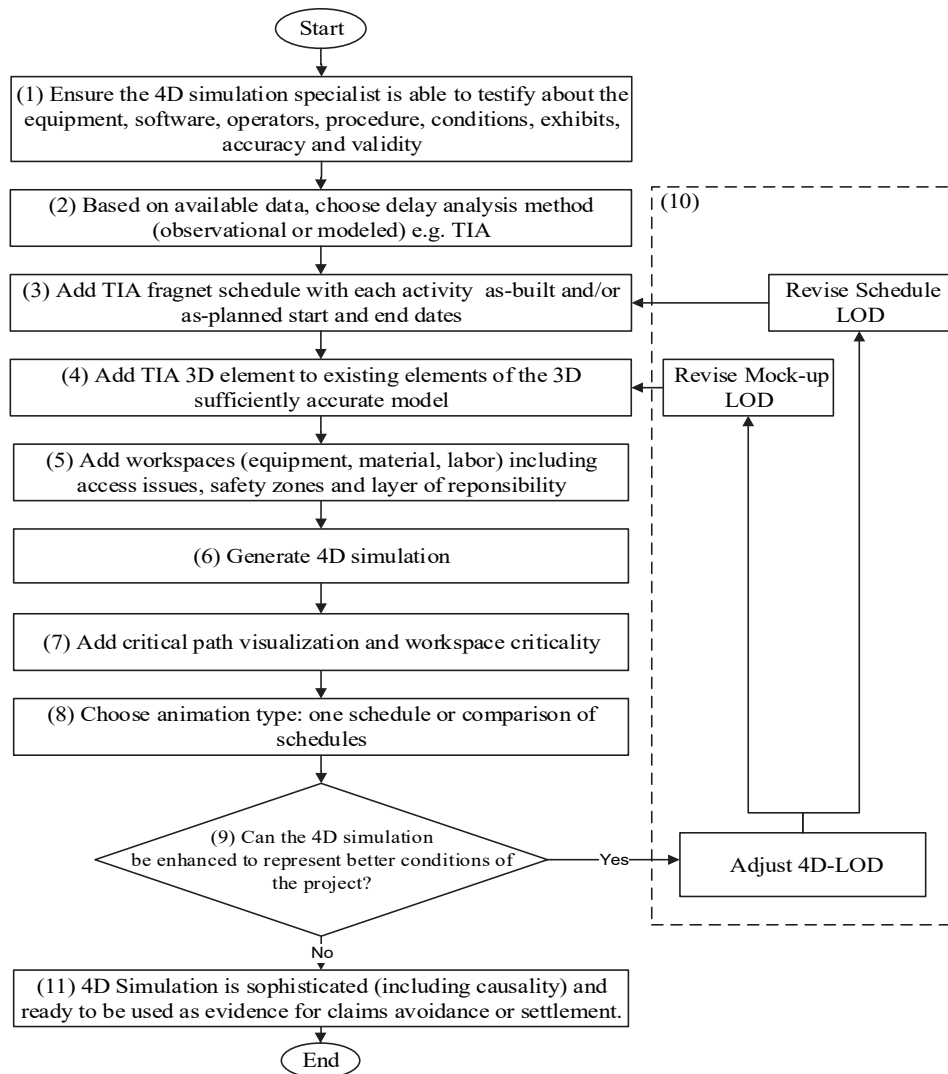 Start
(1) Ensure the 4D simulation specialist is able to testify about the
equipment, software, operators, procedure, conditions, exhibits,
accuracy and validity
(2) Based on available data, choose delay analysis method
(observational or modeled) e.g. TIA
(3) Add TIA fragnet schedule with each activity as-built and/or
as-planned start and end dates
(4) Add TIA 3D element to existing elements of the 3D
sufficiently accurate model
(5) Add workspaces (equipment, material, labor) including
access issues, safety zones and layer of reponsibility
(6) Generate 4D simulation
(7) Add critical path visualization and workspace criticality
(8) Choose animation type: one schedule or comparison of
schedules
(9) Can the 4D simulation
be enhanced to represent better conditions of
the project?
Yes
No
(10)
Revise Schedule
LOD
Revise Mock-up
LOD
Adjust 4D-LOD
(11) 4D Simulation is sophisticated (including causality) and
ready to be used as evidence for claims avoidance or settlement.
End